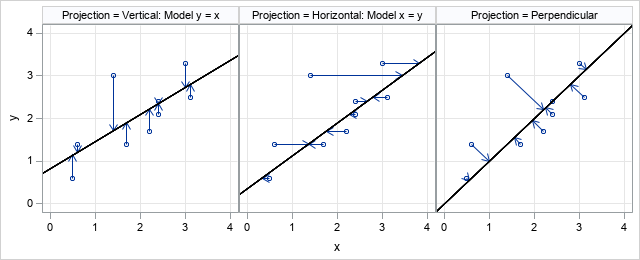 Projection = Vertical: Model y = x
Projection = Horizontal: Model x = y
Projection = Perpendicular
4
3
2
1
0
y
0 1 2 3 4
0 1 2 3 4
0 1 2 3 4
x